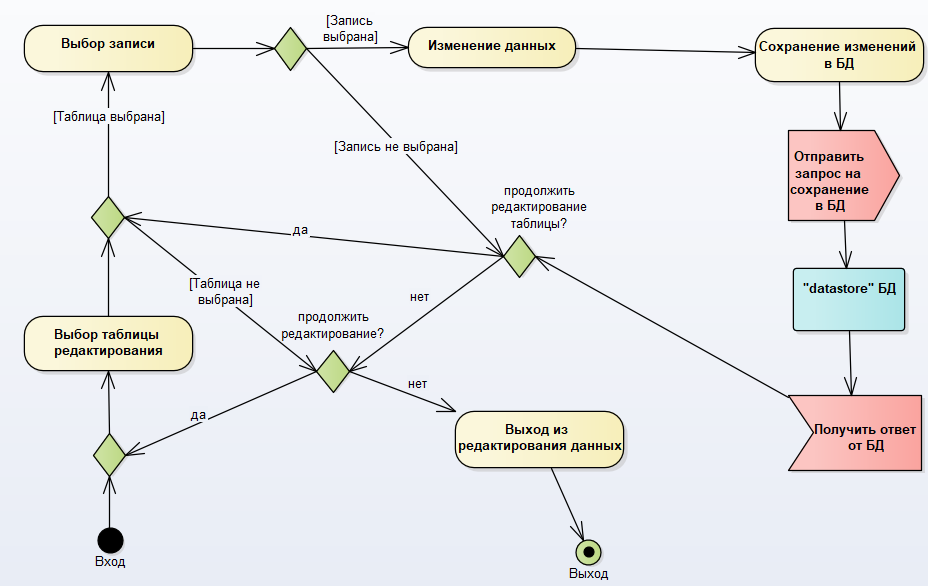 [Запись
выбрана]
Выбор записи
Изменение данных
Сохранение изменений
в БД
[Таблица выбрана]
[Запись не выбрана]
Отправить
запрос на
сохранение
в БД
продолжить
редактирование
таблицы?
да
[Таблица не
выбрана]
нет
"datastore" БД
продолжить
редактирование?
Выбор таблицы
редактирования
нет
да
Выход из
редактирования данных
Получить ответ
от БД
Вход
Выход